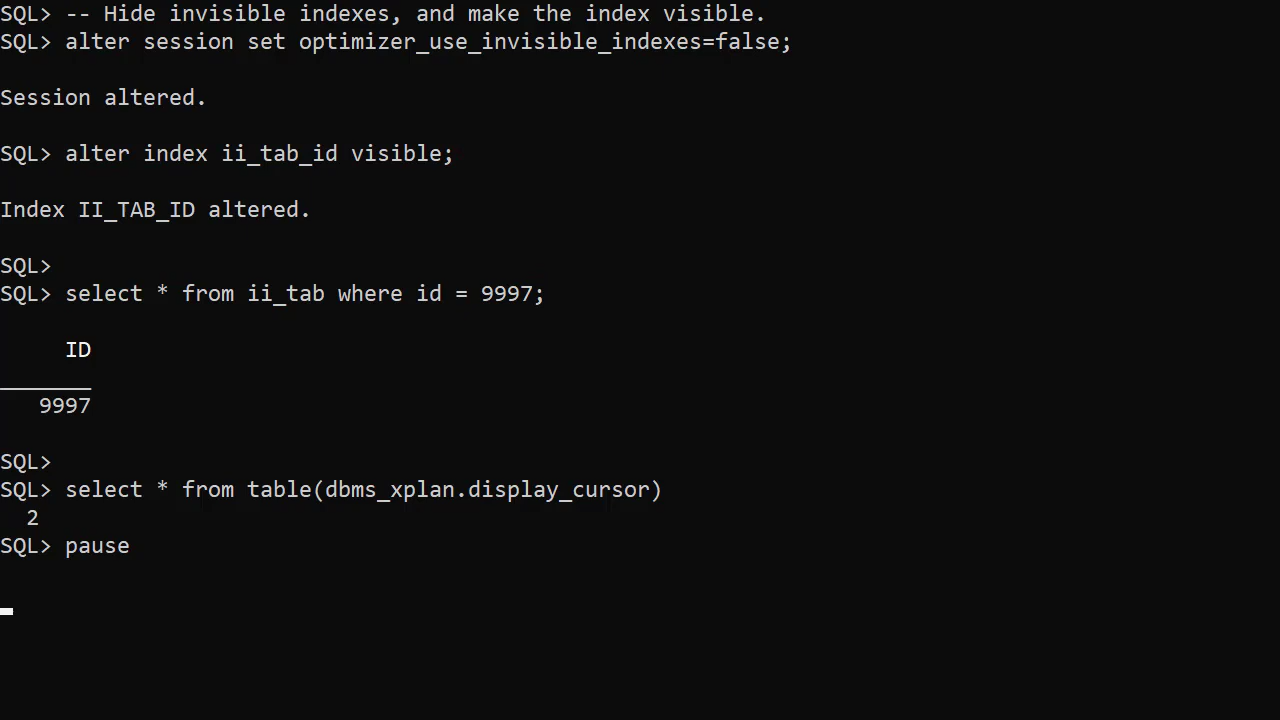 SQL> -- Hide invisible indexes, and make the index visible.
SQL> alter session set optimizer_use_invisible_indexes=false;
Session altered.
SQL> alter index ii_tab_id visible;
Index II_TAB_ID altered.
SQL>
SQL> select * from ii_tab where id = 9997;
ID
_______
9997
SQL>
SQL> select * from table(dbms_xplan.display_cursor)
2
SQL> pause